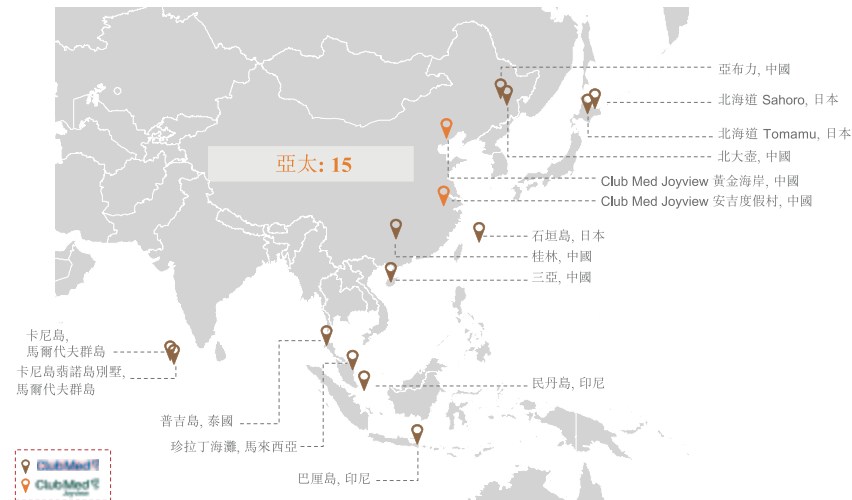 亞布力, 中國
北海道 Sahoro, 日本
北海道 Tomamu, 日本
亞太: 15
北大壺, 中國
Club Med Joyview 黃金海岸, 中國
Club Med Joyview 安吉度假村, 中國
石垣島, 日本
桂林, 中國
三亞, 中國
卡尼島,
馬爾代夫群島
卡尼島翡諾島別墅,
馬爾代夫群島
民丹島, 印尼
普吉島, 泰國
珍拉丁海灘, 馬來西亞
巴厘島, 印尼
ClubMed
ClubMed
Joyview